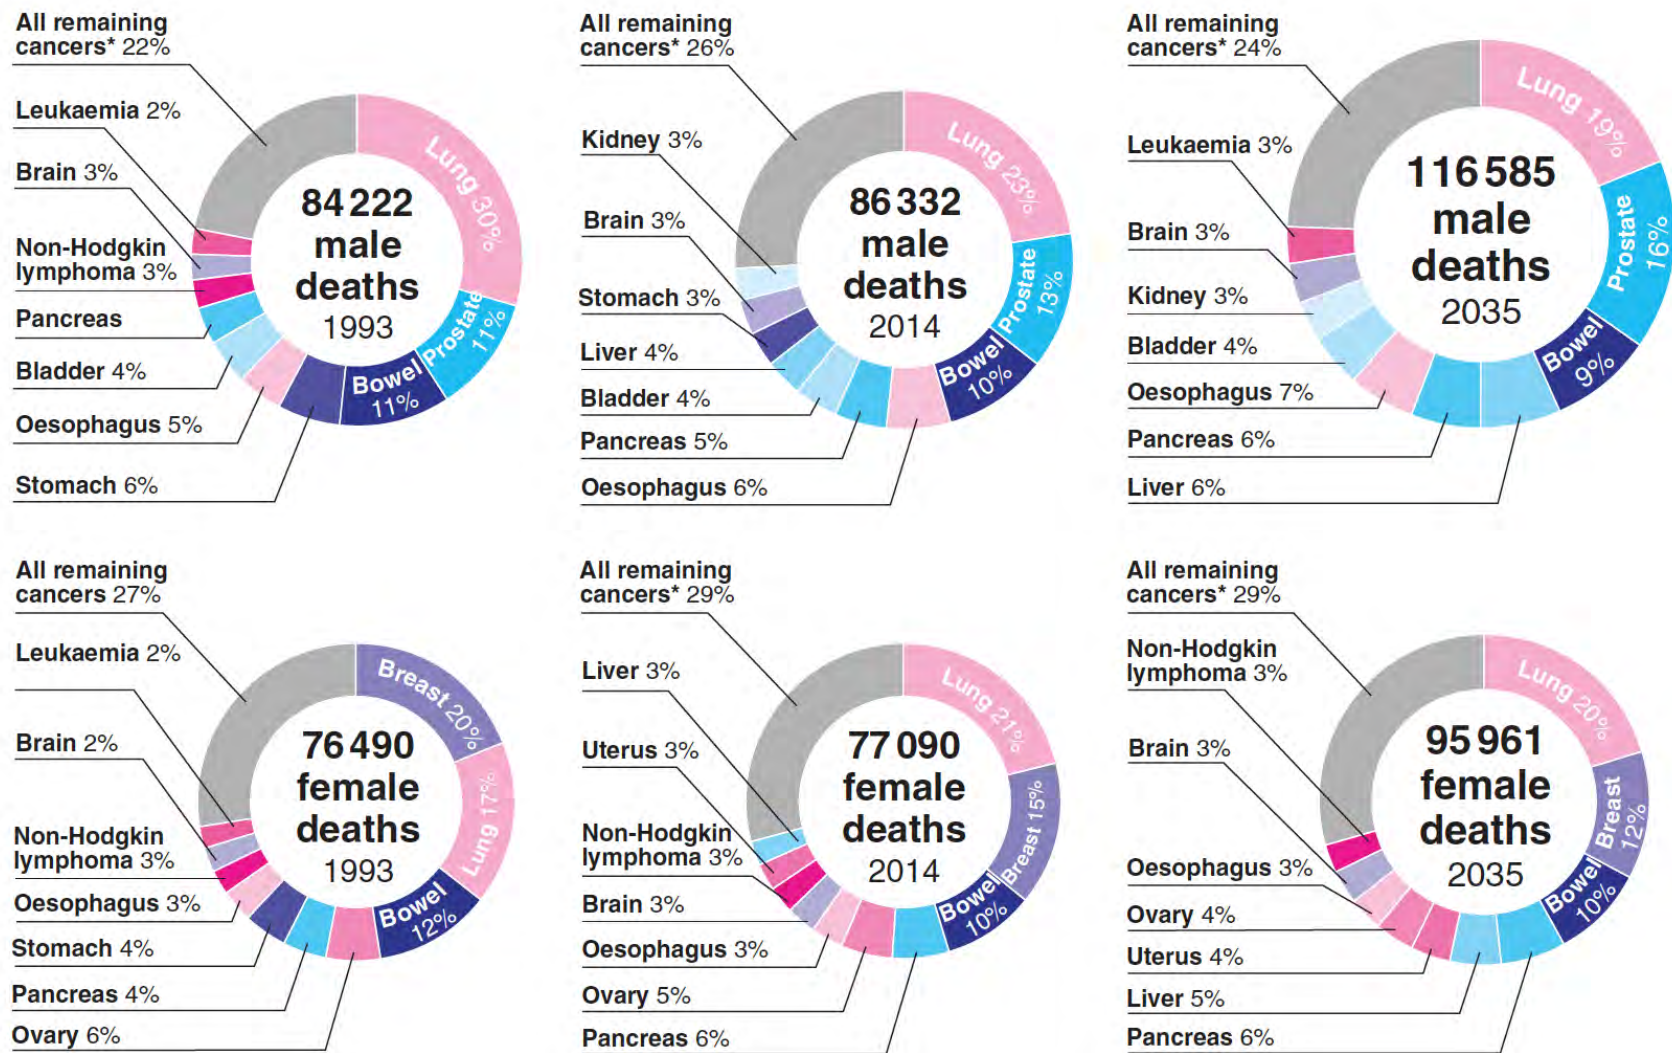 All remaining
cancers* 22%
Leukaemia 2%
Brain 3%
Non-Hodgkin
lymphoma 3%
Pancreas
Bladder 4%
Oesophagus 5%
Stomach 6%
Bowel
11%
Prostate
11%
Lung 30%
84 222
male
deaths
1993
All remaining
cancers* 26%
Kidney 3%
Brain 3%
Stomach 3%
Liver 4%
Bladder 4%
Pancreas 5%
Oesophagus 6%
Bowel
10%
Prostate
13%
Lung 23%
86 332
male
deaths
2014
All remaining
cancers* 24%
Leukaemia 3%
Brain 3%
Kidney 3%
Bladder 4%
Oesophagus 7%
Pancreas 6%
Liver 6%
Bowel
9%
Prostate
16%
Lung 19%
116 585
male
deaths
2035
All remaining
cancers 27%
Leukaemia 2%
Brain 2%
Non-Hodgkin
lymphoma 3%
Oesophagus 3%
Stomach 4%
Pancreas 4%
Ovary 6%
Bowel
12%
Lung 17%
Breast 20%
76 490
female
deaths
1993
All remaining
cancers* 29%
Liver 3%
Uterus 3%
Non-Hodgkin
lymphoma 3%
Brain 3%
Oesophagus 3%
Ovary 5%
Pancreas 6%
Bowel
10%
Breast 15%
Lung 21%
77 090
female
deaths
2014
All remaining
cancers* 29%
Non-Hodgkin
lymphoma 3%
Brain 3%
Oesophagus 3%
Ovary 4%
Uterus 4%
Liver 5%
Pancreas 6%
Bowel
10%
Breast
12%
Lung 20%
95 961
female
deaths
2035